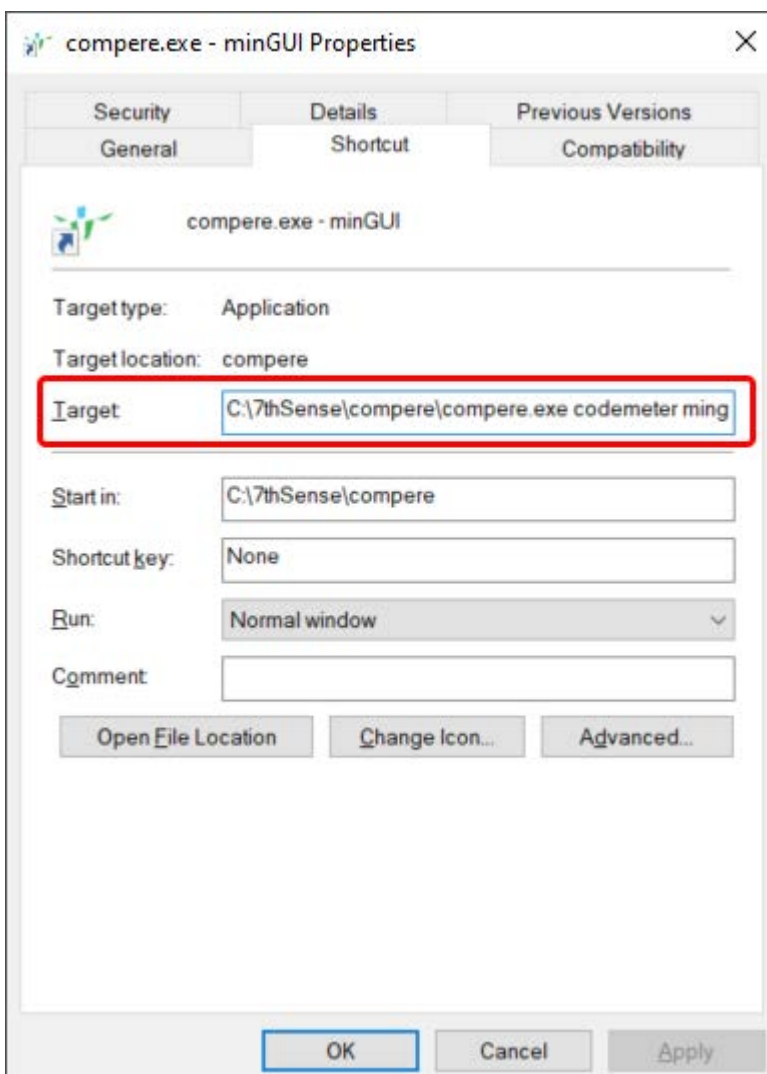 compere.exe - minGUI Properties
Security Details Previous Versions
General Shortcut Compatibility
compere.exe - minGUI
Target type: Application
Target location: compere
Target: C:\7thSense\compere\compere.exe codemeter ming
Start in: C:\7thSense\compere
Shortcut key: None
Run: Normal window
Comment:
Open File Location Change Icon... Advanced...
OK Cancel Apply